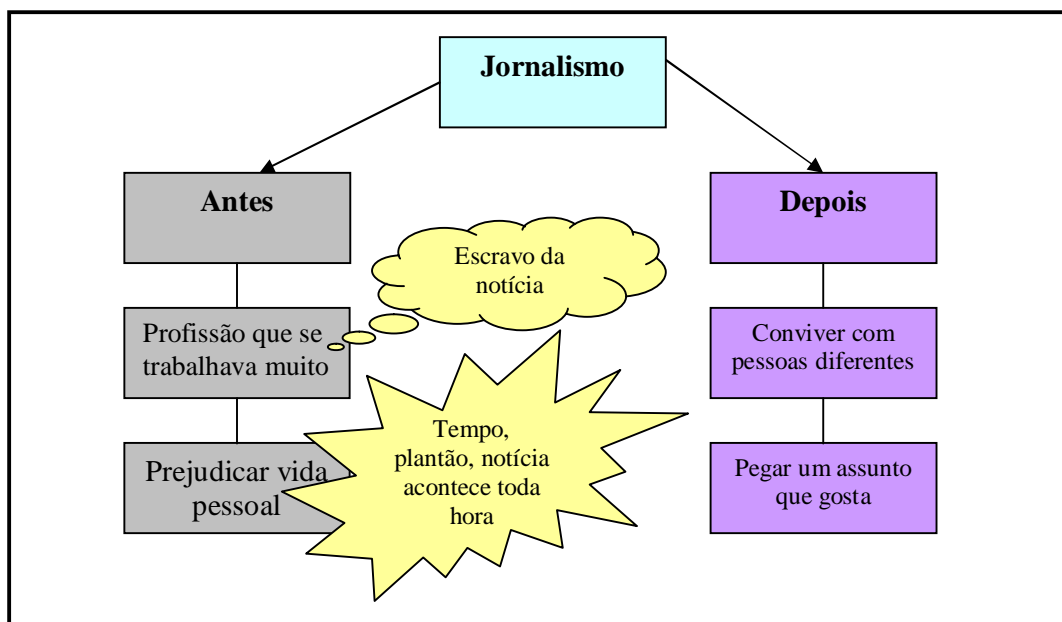 Jornalismo
Antes
Depois
Escravo da
notícia
Profissão que se
trabalhava muito
Conviver com
pessoas diferentes
Tempo,
plantão, notícia
acontece toda
hora
Prejudicar vida
pessoal
Pegar um assunto
que gosta